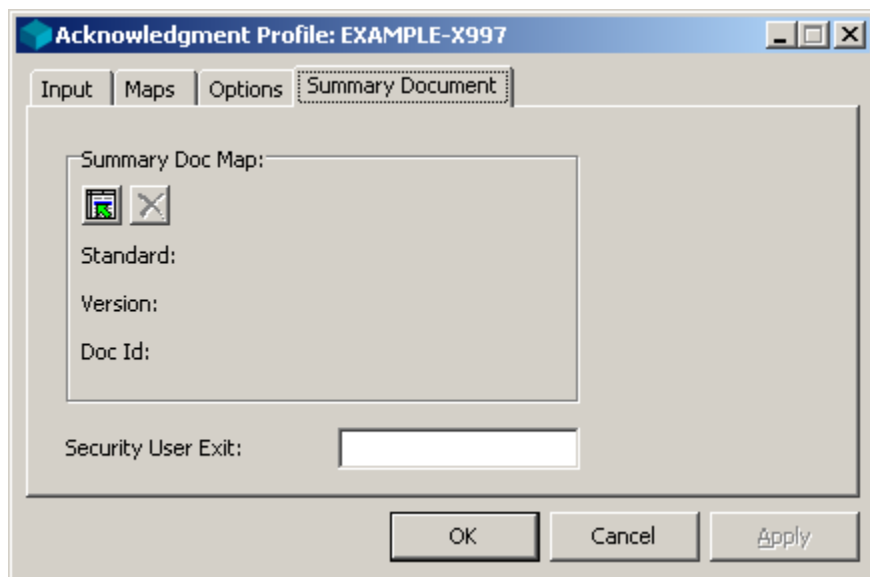 Acknowledgment Profile: EXAMPLE-X997
Input Maps Options Summary Document
Summary Doc Map:
Standard:
Version:
Doc Id:
Security User Exit:
OK Cancel Apply